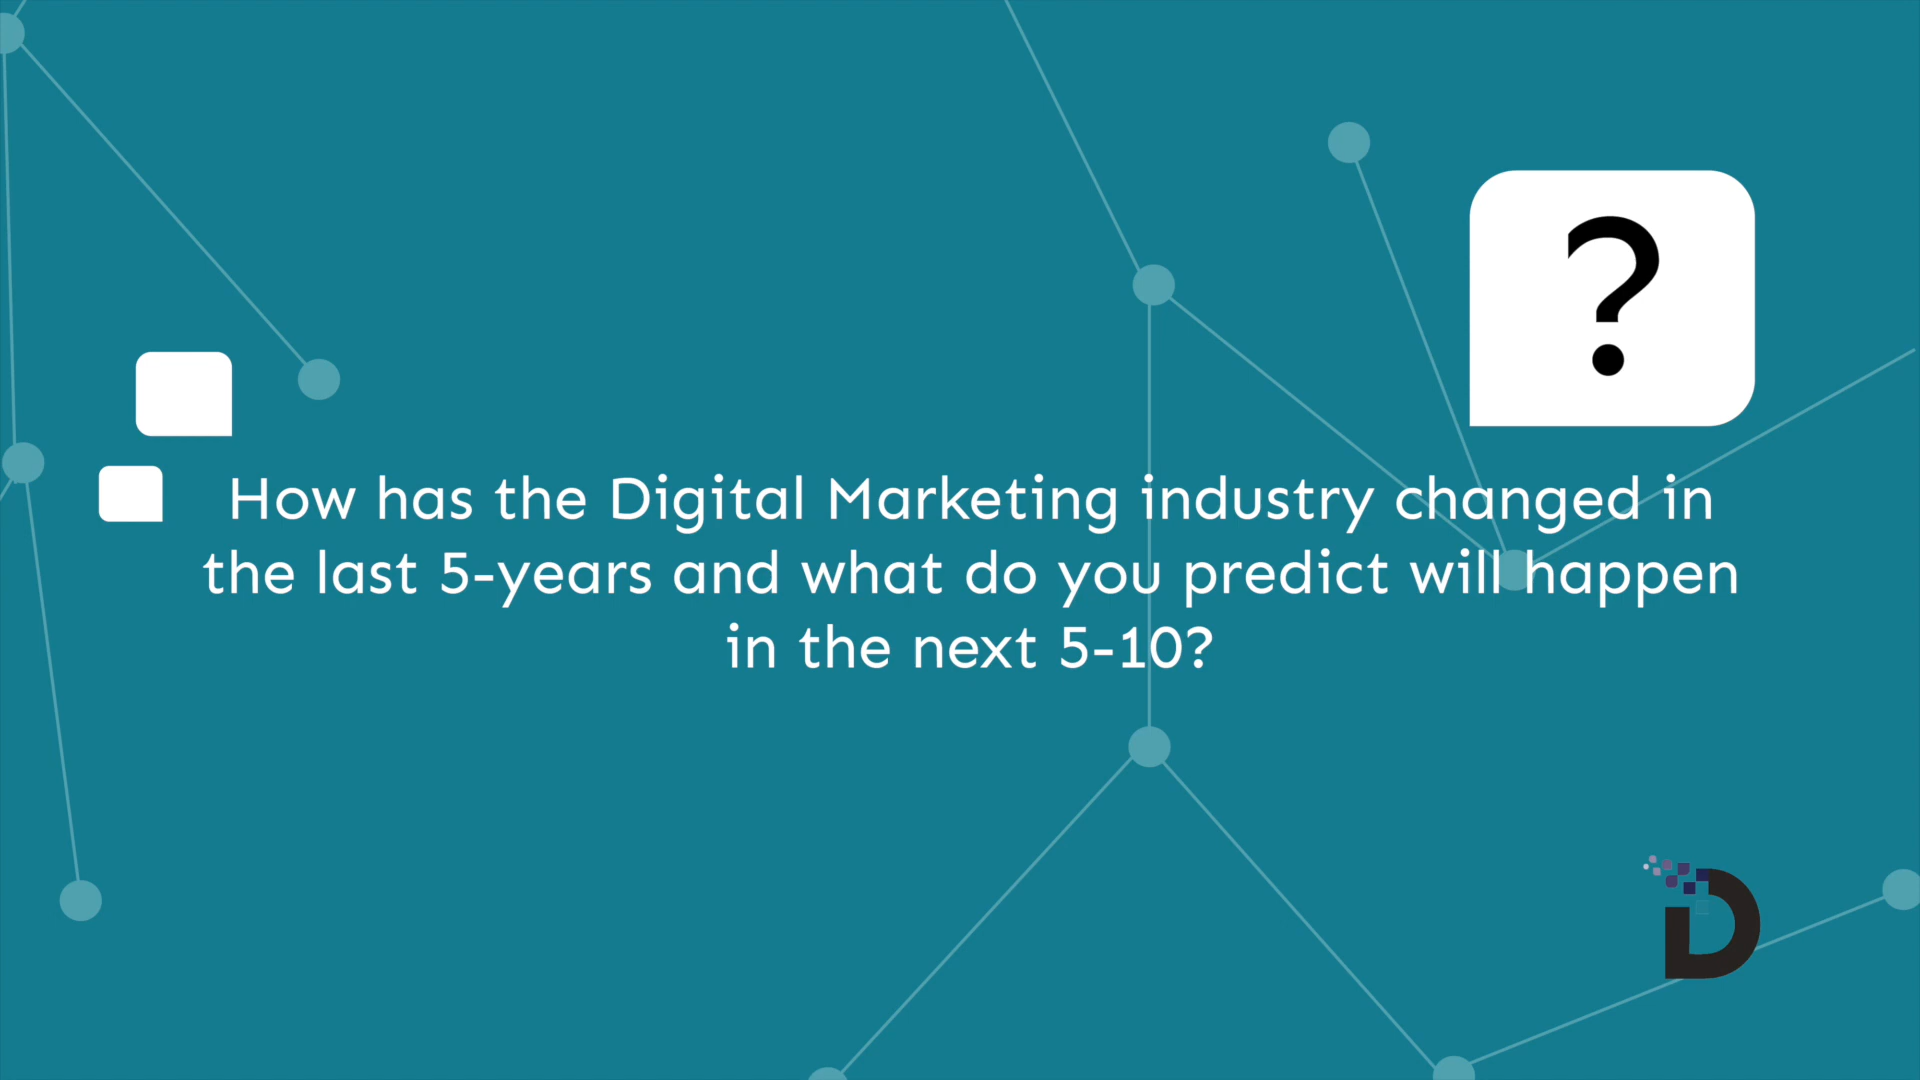 ?
How has the Digital Marketing industry changed in
the last 5-years and what do you predict will happen
in the next 5-10?
D